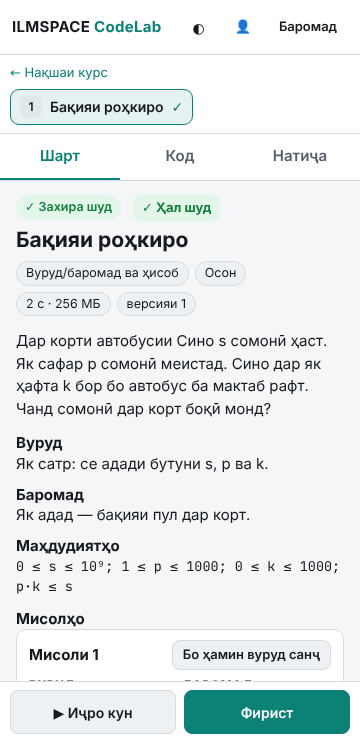 ILMSPACE CodeLab Баромад
← Нақшаи курс
1 Бақияи роҳкиро ✓
Шарт Код Натиҷа
✓ Захира шуд ✓ Ҳал шуд
Бақияи роҳкиро
Вуруд/баромад ва ҳисоб Осон
2 с · 256 МБ версияи 1
Дар корти автобусии Сино s сомонӣ ҳаст.
Як сафар p сомонӣ меистад. Сино дар як
ҳафта k бор бо автобус ба мактаб рафт.
Чанд сомонӣ дар корт боқӣ монд?
Вуруд
Як сатр: се адади бутуни s, p ва k.
Баромад
Як адад — бақияи пул дар корт.
Маҳдудиятҳо
0 ≤ s ≤ 10⁹; 1 ≤ p ≤ 1000; 0 ≤ k ≤ 1000;
p·k ≤ s
Мисолҳо
Мисоли 1 Бо ҳамин вуруд санҷ
▶ Иҷро кун Фирист